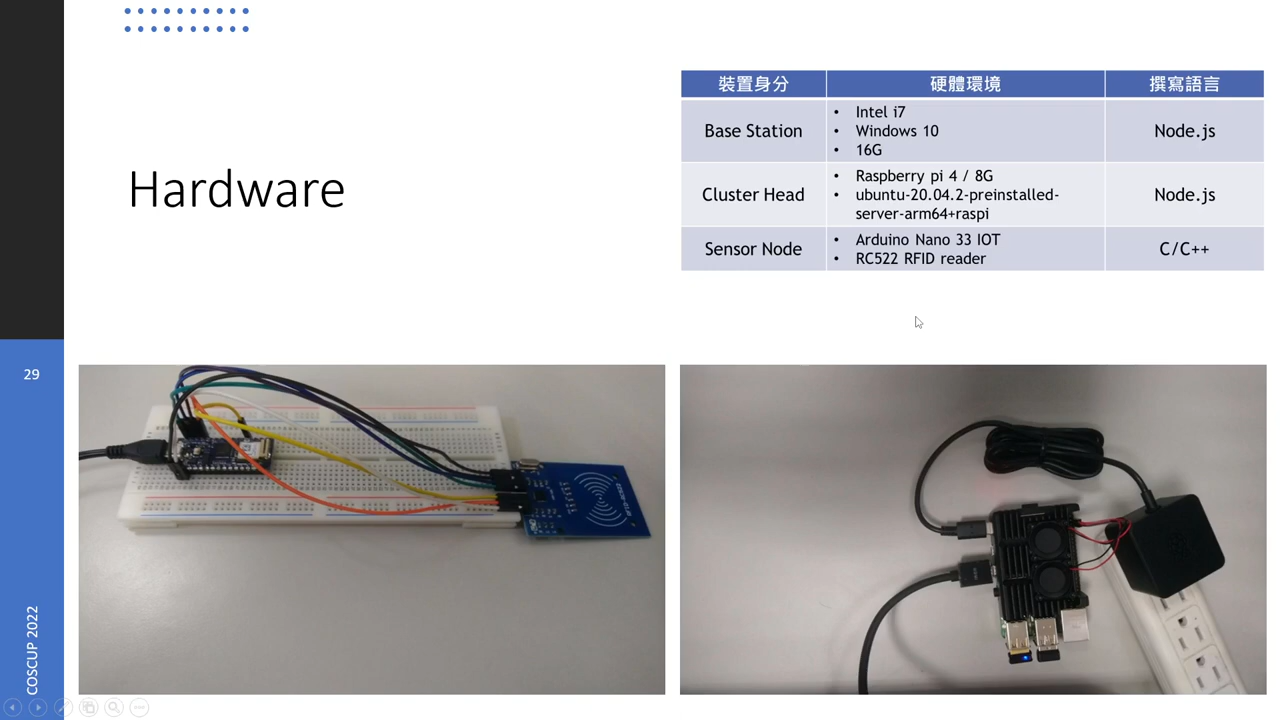 Hardware
裝置身分
硬體環境
撰寫語言
Base Station
• Intel i7
• Windows 10
• 16G
Node.js
Cluster Head
• Raspberry pi 4 / 8G
• ubuntu-20.04.2-preinstalled-
server-arm64+raspi
Node.js
Sensor Node
• Arduino Nano 33 IOT
• RC522 RFID reader
C/C++
29
COSCUP 2022